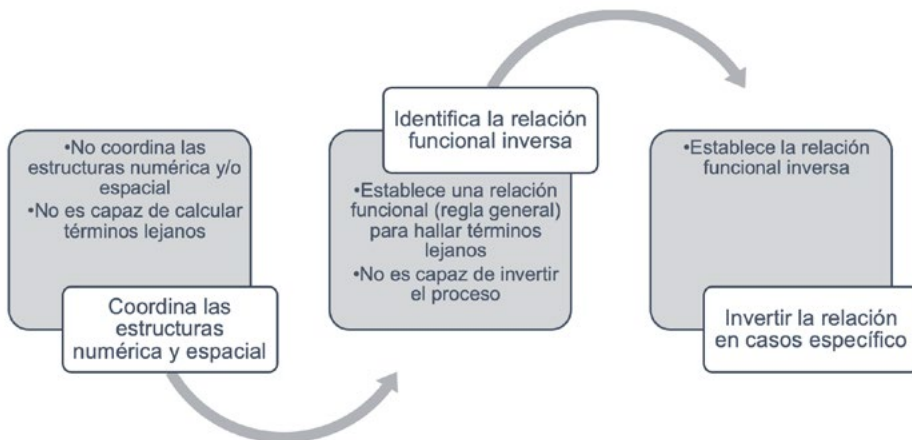 •No coordina las
estructuras numérica y/o
espacial
•No es capaz de calcular
términos lejanos
Coordina las
estructuras
numérica y espacial
Identifica la relación
funcional inversa
•Establece una relación
funcional (regla general)
para hallar términos
lejanos
•No es capaz de invertir
el proceso
•Establece la relación
funcional inversa
Invertir la relación
en casos específico